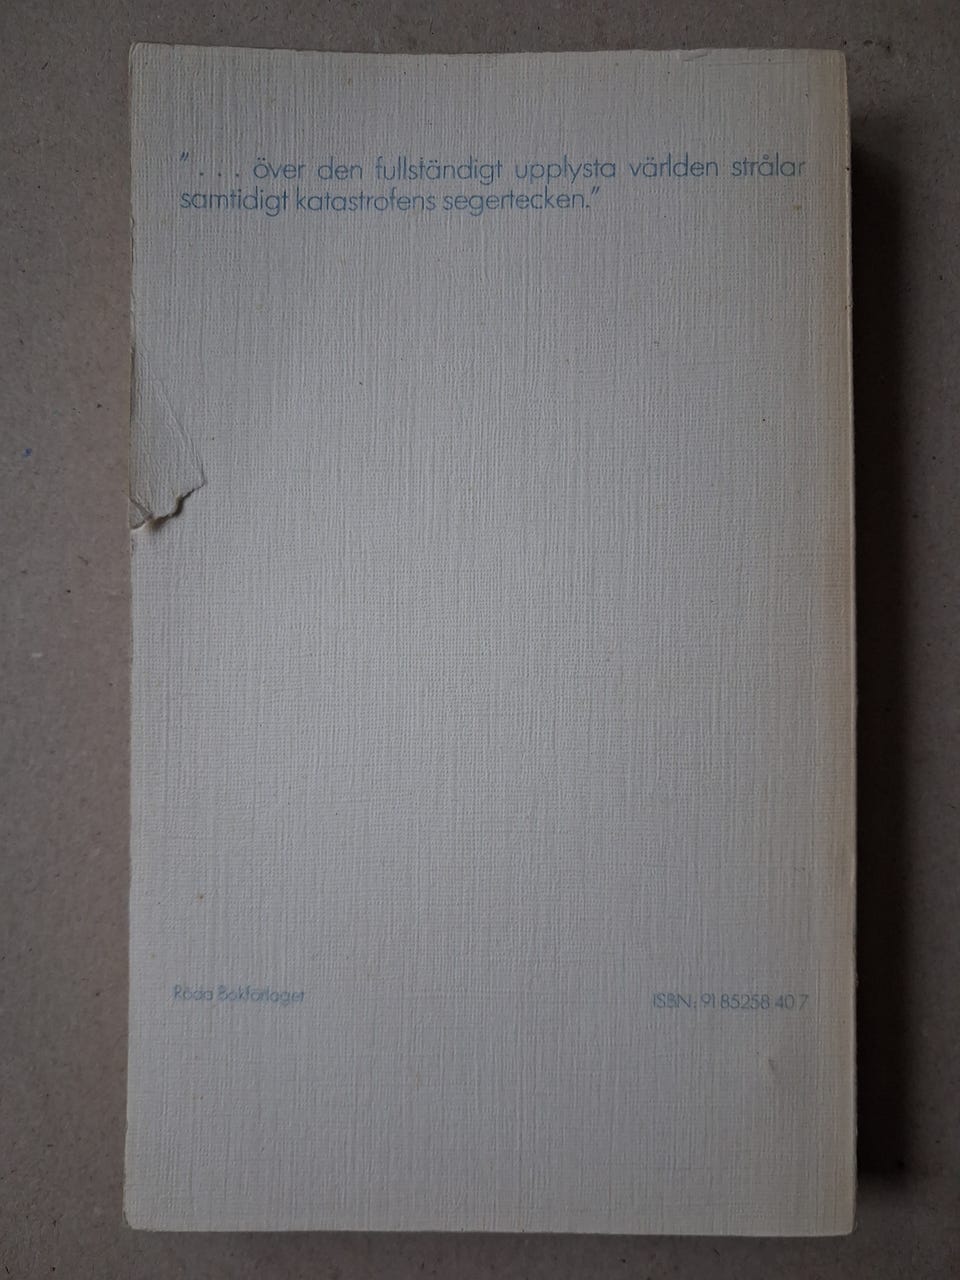 "... över den fullständigt upplysta världen strålar
samtidigt katastrofens segertecken."
Röda Bokförlaget
ISBN: 91 85258 40 7